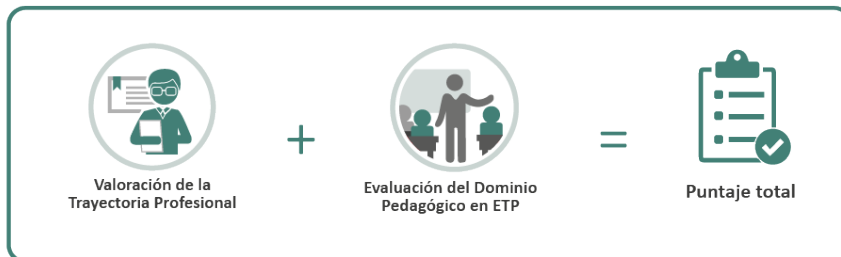 Valoración de la
Trayectoria Profesional
+
Evaluación del Dominio
Pedagógico en ETP
=
Puntaje total